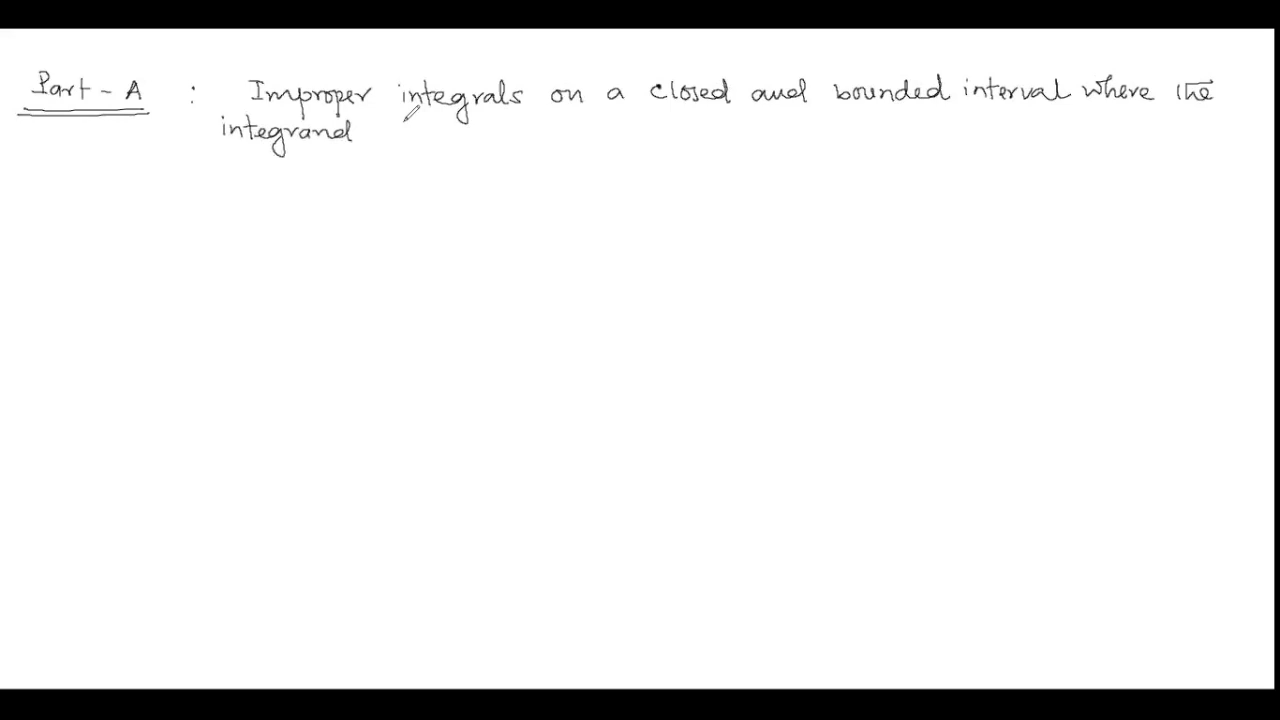 Part - A : Improper integrals on a closed and bounded interval where the
integrand